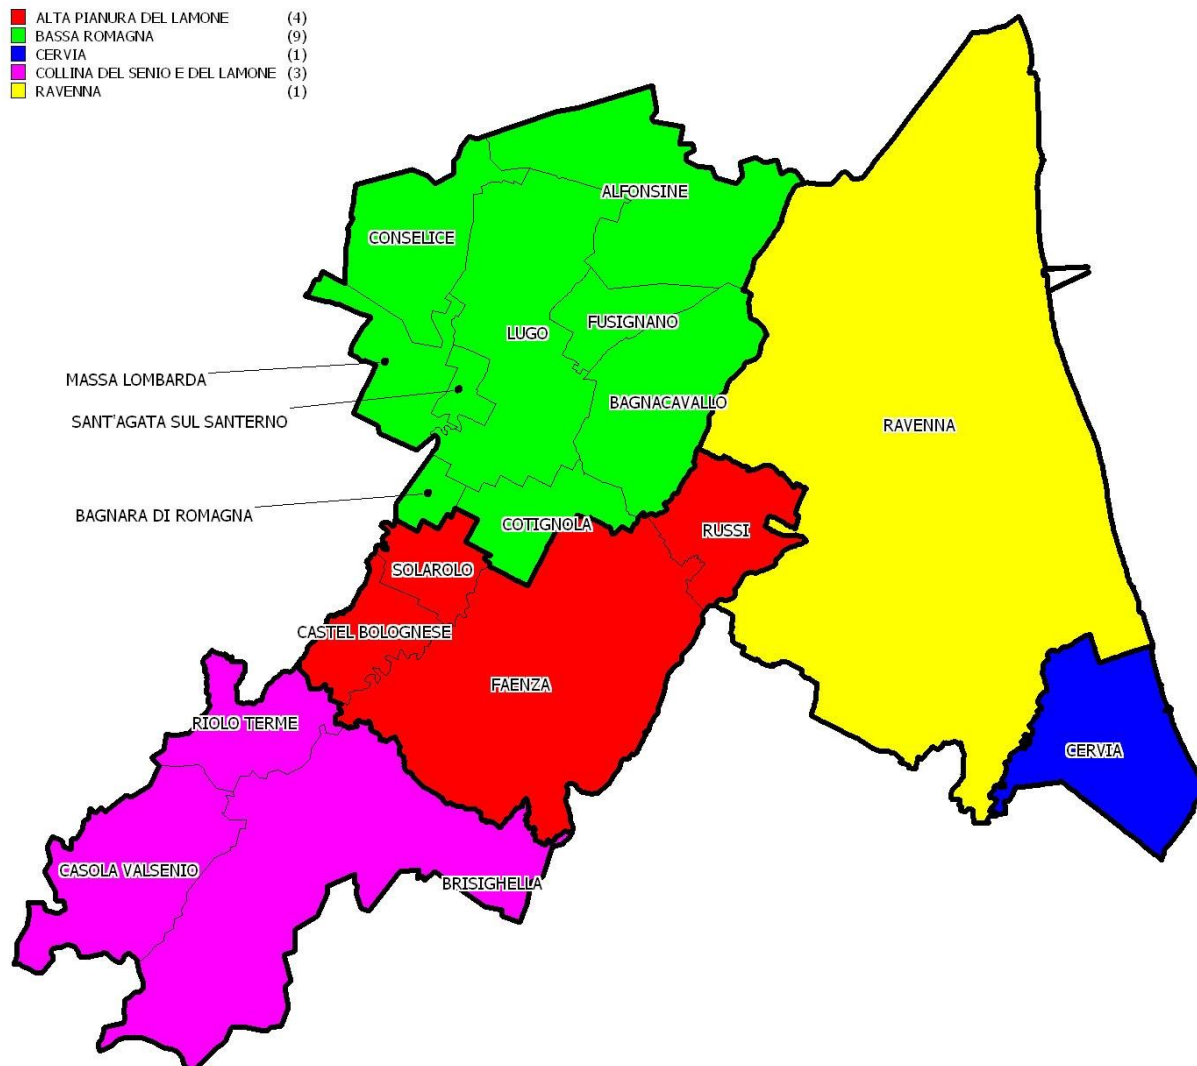 ALTA PIANURA DEL LAMONE (4)
BASSA ROMAGNA (9)
CERVIA (1)
COLLINA DEL SENIO E DEL LAMONE (3)
RAVENNA (1)
ALFONSINE
CONSELICE
FUSIGNANO
LUGO
MASSA LOMBARDA
BAGNACAVALLO
SANT'AGATA SUL SANTERNO
RAVENNA
BAGNARA DI ROMAGNA
COTIGNOLA
RUSSI
SOLAROLO
CASTEL BOLOGNESE
FAENZA
RIOLO TERME
CERVIA
CASOLA VALSENIO
BRISIGHELLA